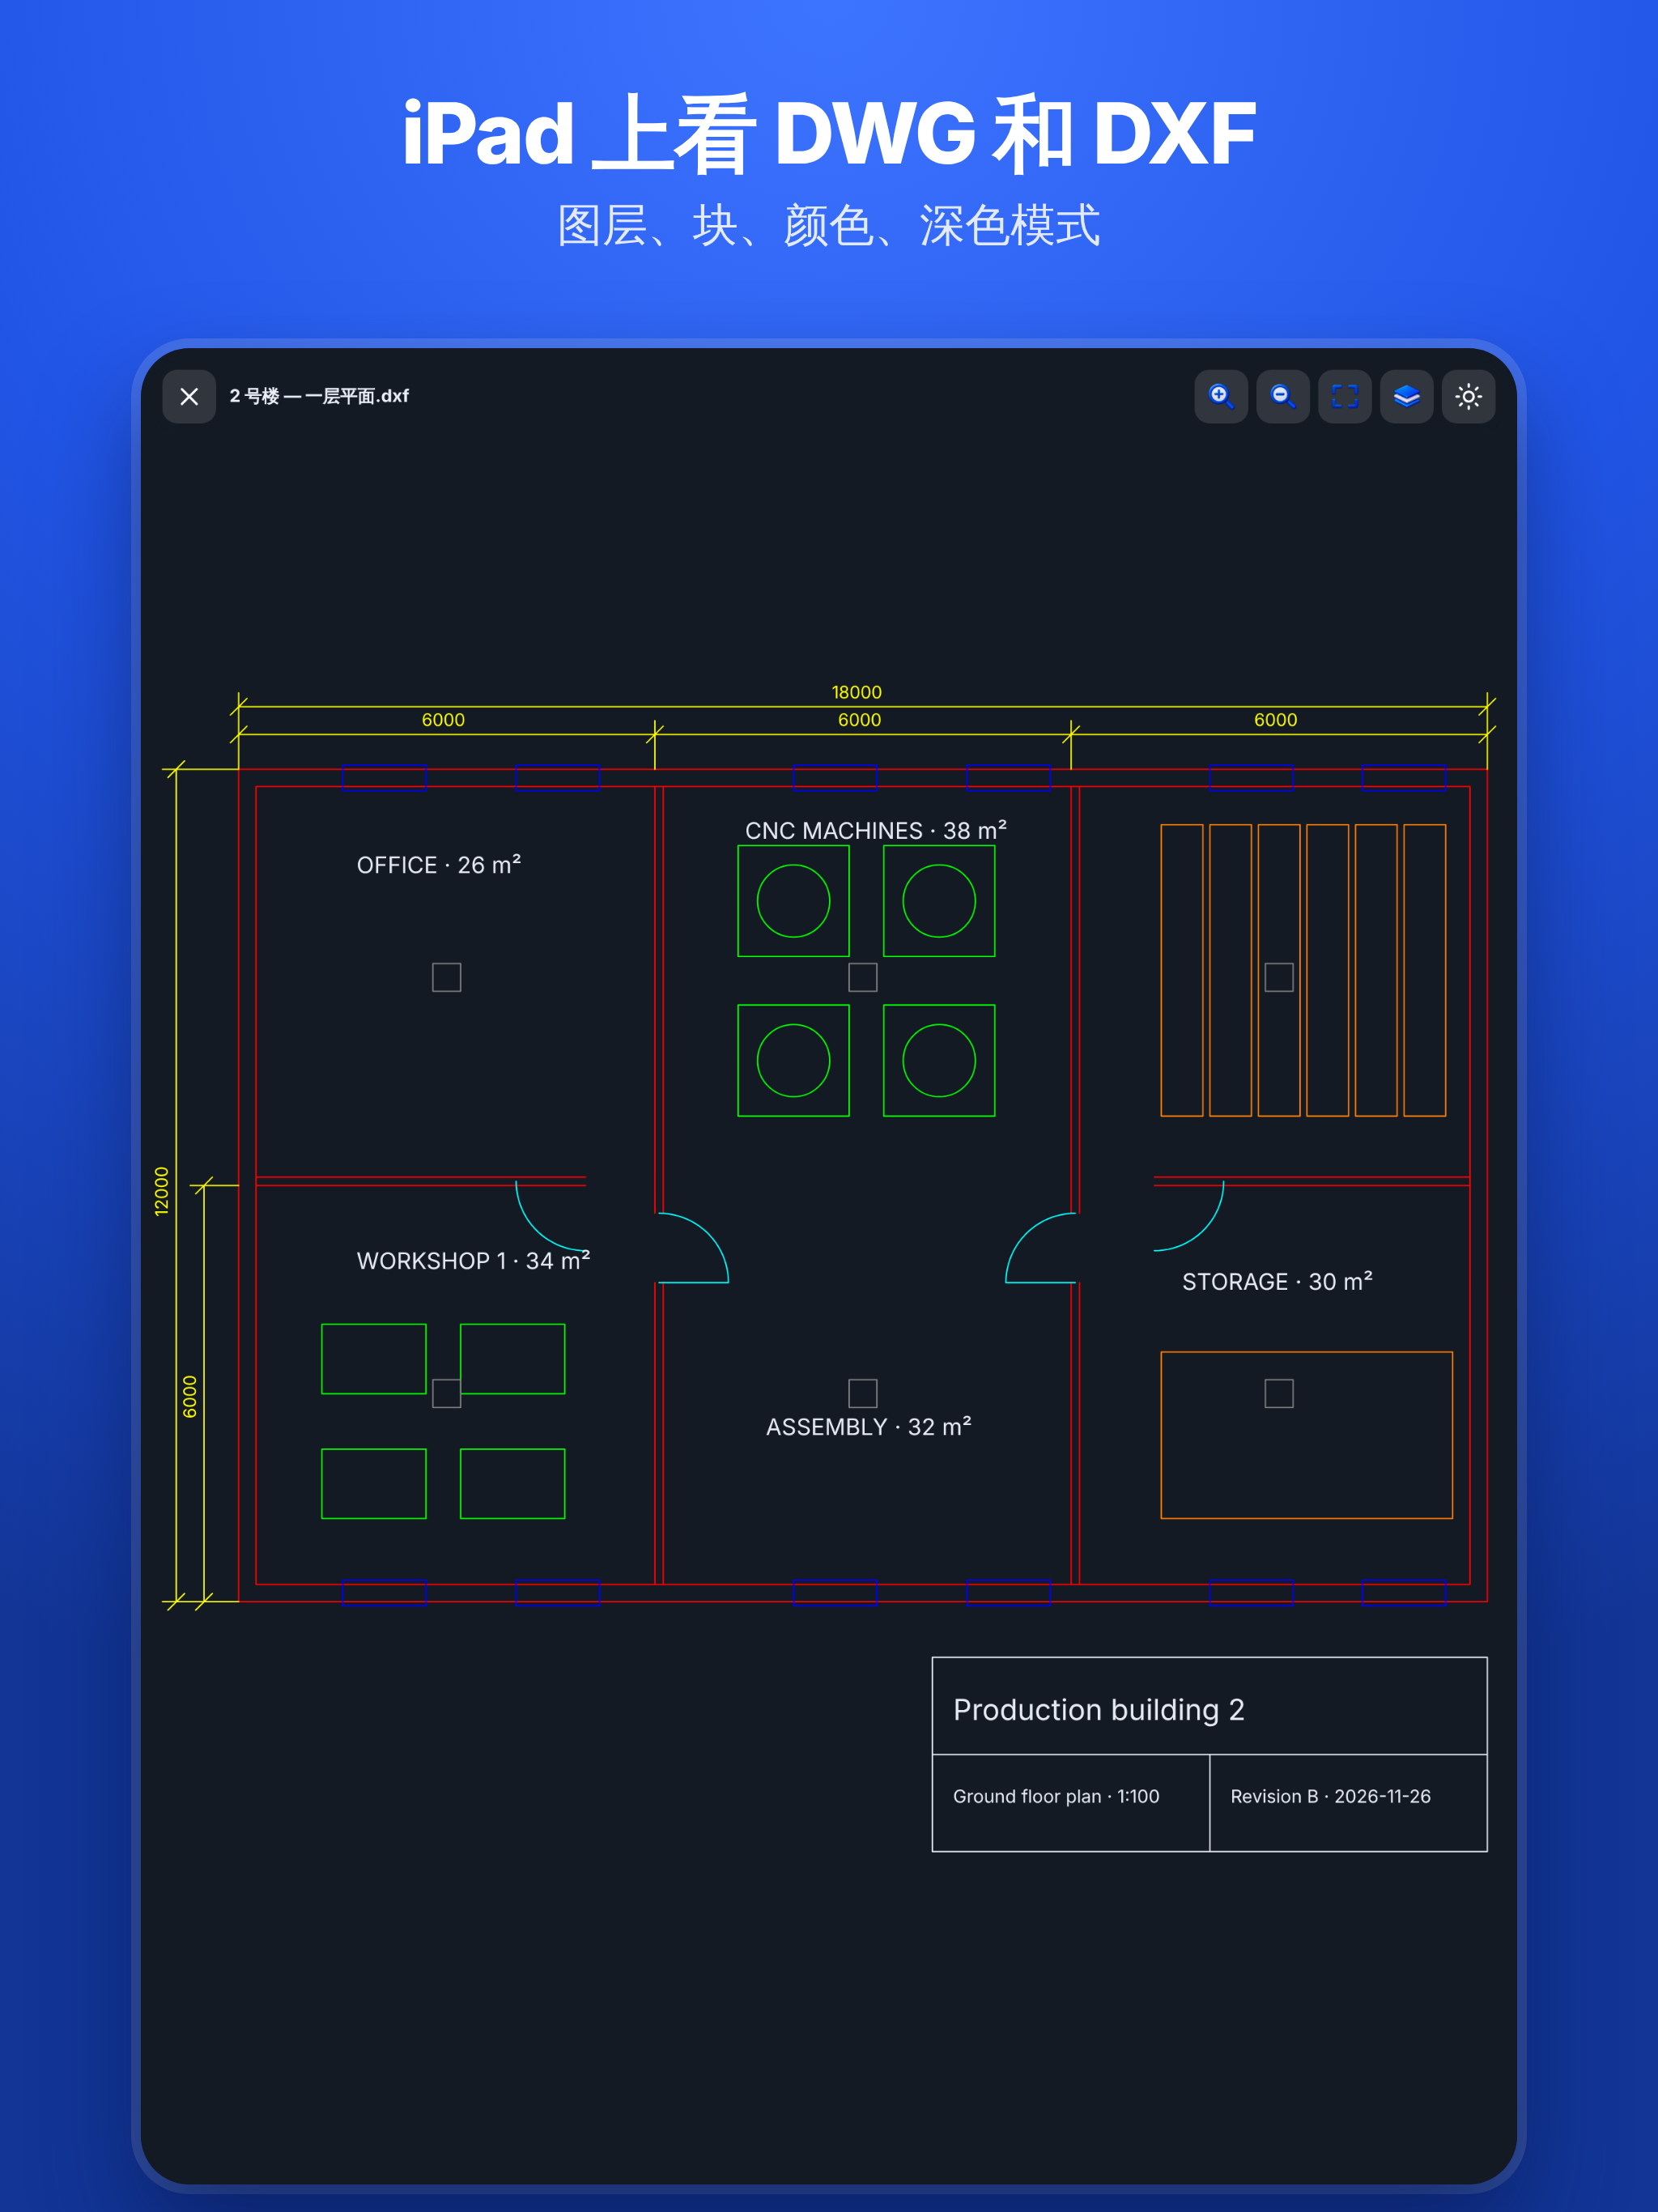 iPad 上看 DWG 和 DXF
图层、块、颜色、深色模式
2 号楼 — 一层平面.dxf
18000
6000
6000
6000
CNC MACHINES · 38 m²
OFFICE · 26 m²
12000
WORKSHOP 1 · 34 m²
STORAGE · 30 m²
6000
ASSEMBLY · 32 m²
Production building 2
Ground floor plan · 1:100
Revision B · 2026-11-26